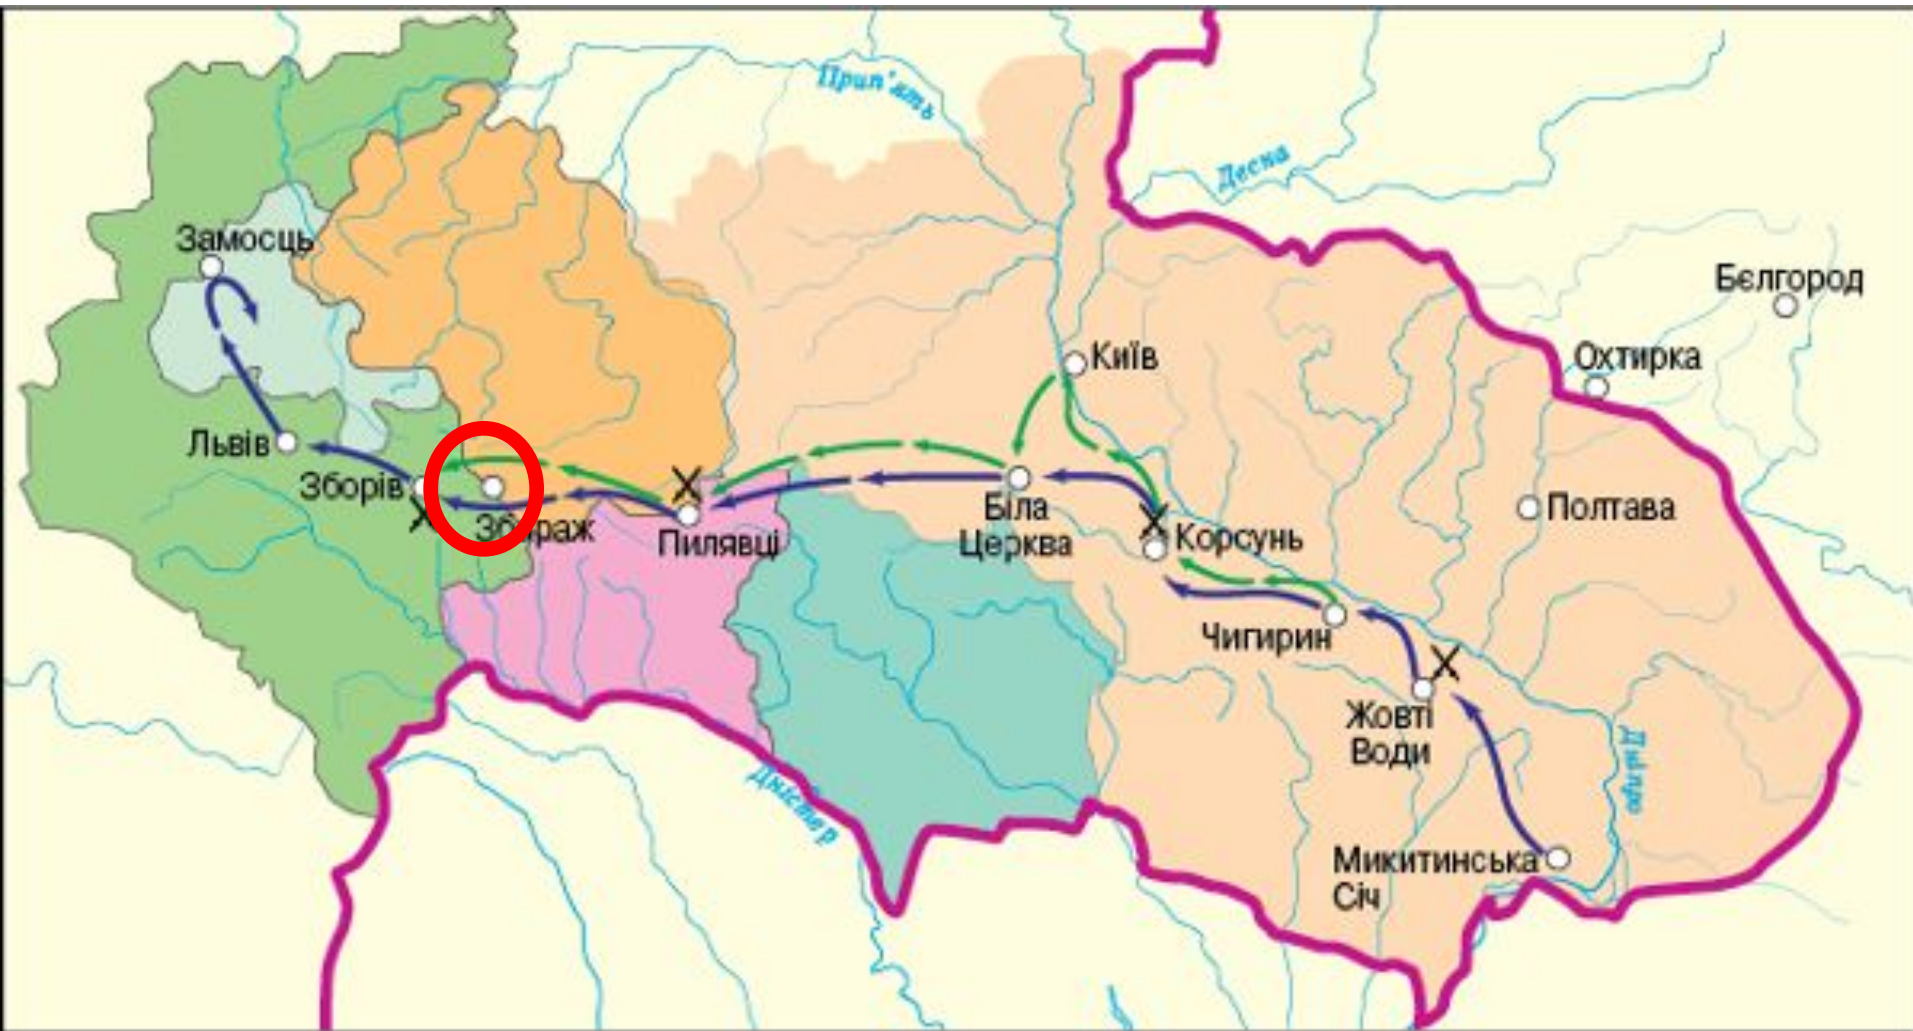 Прип'ять
Десна
Замосць
Бєлгород
Київ
Охтирка
Львів
Зборів
Збараж
Пилявці
Біла
Церква
Корсунь
Полтава
Чигирин
Жовті
Води
Дніпро
Дністер
Микитинська
Січ